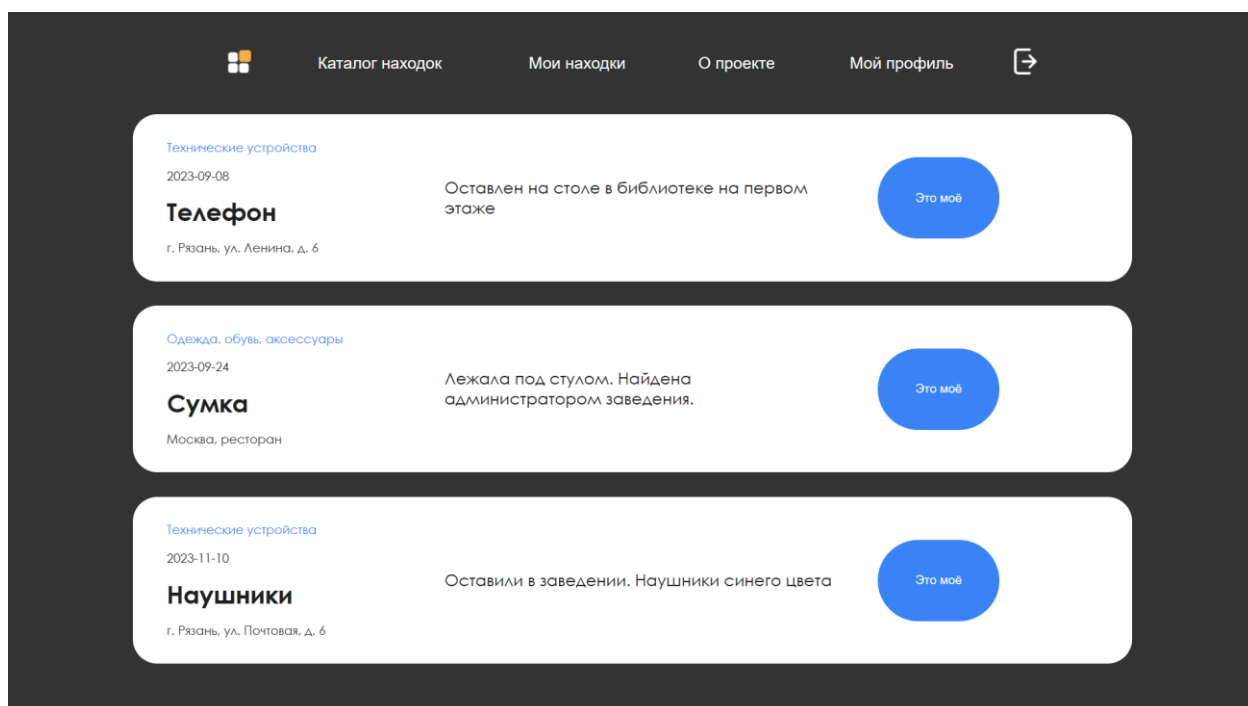 Каталог находок Мои находки О проекте Мой профиль
Технические устройства
2023-09-08
Телефон
г. Рязань, ул. Ленина, д. 6
Оставлен на столе в библиотеке на первом
этаже
Это моё
Одежда, обувь, аксессуары
2023-09-24
Сумка
Москва, ресторан
Лежала под стулом. Найдена
администратором заведения.
Это моё
Технические устройства
2023-11-10
Наушники
г. Рязань, ул. Почтовая, д. 6
Оставили в заведении. Наушники синего цвета
Это моё